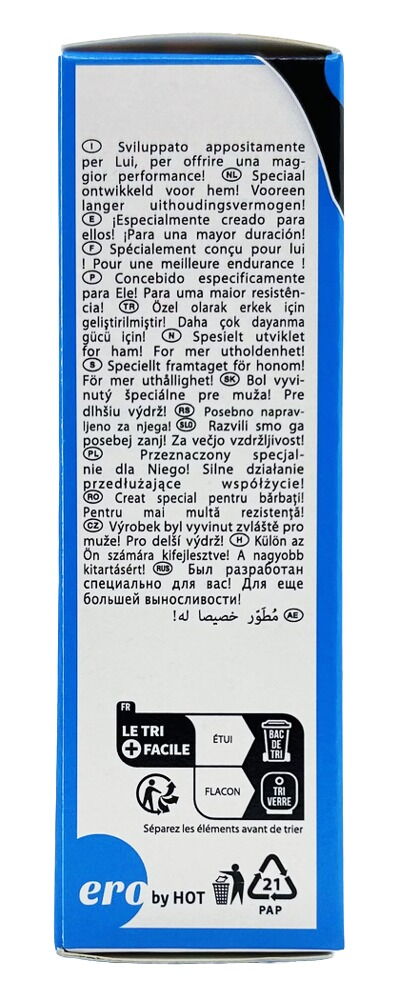 I Sviluppato appositamente
per Lui, per offrire una mag-
gior performance! NL Speciaal
ontwikkeld voor hem! Vooreen
langer uithoudingsvermogen!
E ¡Especialmente creado para
ellos! ¡Para una mayor duración!
F Spécialement conçu pour lui
! Pour une meilleure endurance !
P Concebido especificamente
para Ele! Para uma maior resistên-
cia! TR Özel olarak erkek için
geliştirilmiştir! Daha çok dayanma
gücü için! N Spesielt utviklet
for ham! For mer utholdenhet!
S Speciellt framtaget för honom!
För mer uthållighet! SK Bol vyvi-
nutý špeciálne pre muža! Pre
dlhšiu výdrž! RS Posebno naprav-
ljeno za njega! SLO Razvili smo ga
posebej zanj! Za večjo vzdržljivost!
PL Przeznaczony specjal-
nie dla Niego! Silne działanie
przedłużające współżycie!
RO Creat special pentru bărbați!
Pentru mai multă rezistență!
CZ Výrobek byl vyvinut zvláště pro
muže! Pro delší výdrž! H Külön az
Ön számára kifejlesztve! A nagyobb
kitartásért! RUS Был разработан
специально для вас! Для еще
большей выносливости!
AE مُطَوّر خصيصا له!
FR
LE TRI
+ FACILE
ÉTUI
BAC
DE
TRI
FLACON
TRI
VERRE
Séparez les éléments avant de trier
ero by HOT
21
PAP